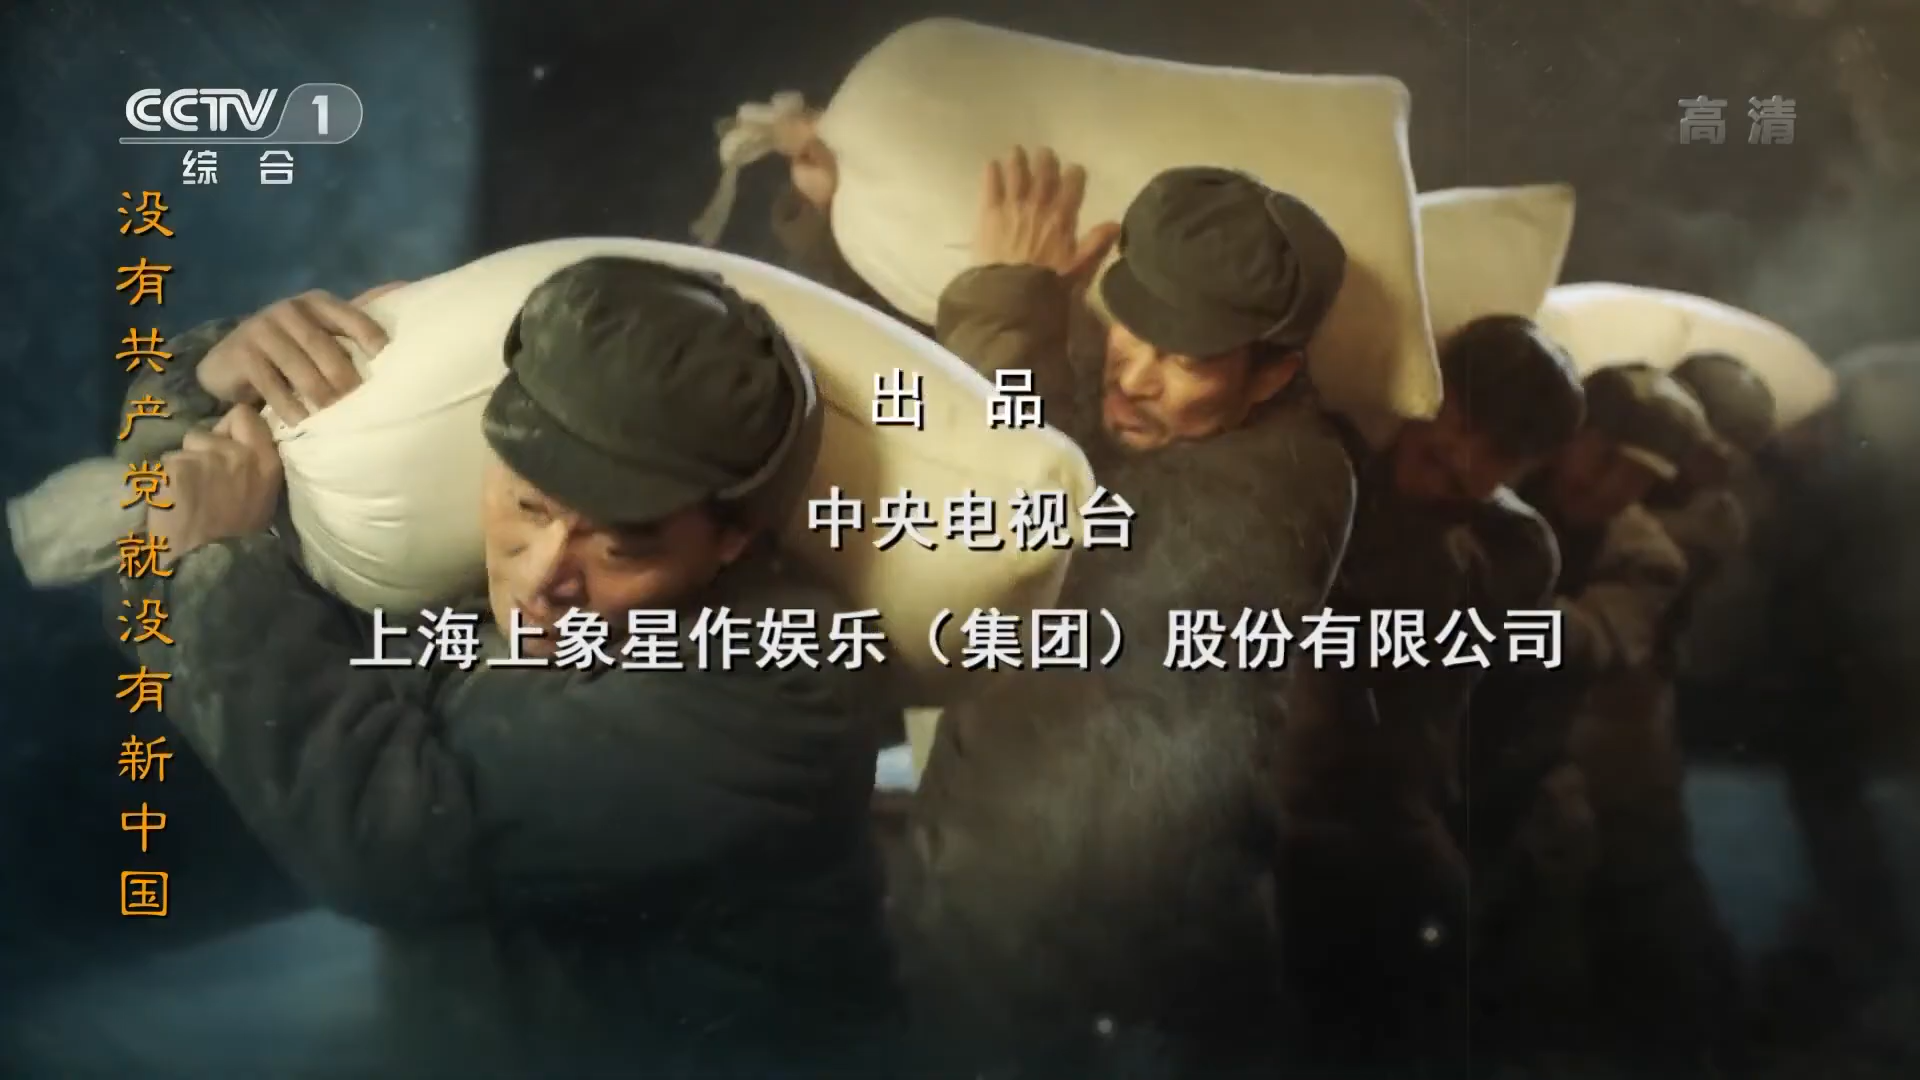 CCTV 1
综合
高清
没有共产党就没有新中国
出品
中央电视台
上海上象星作娱乐（集团）股份有限公司